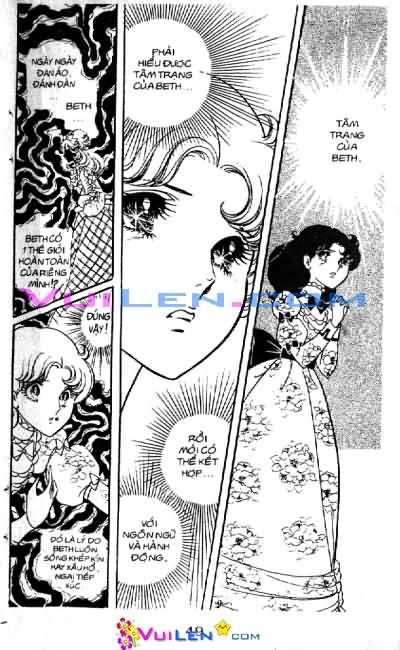 NGÀY NGÀY
ĐAN ÁO,
ĐÁNH ĐÀN
...
BETH
BETH CÓ
1 THẾ GIỚI
HOÀN TOÀN
CỦA RIÊNG
MÌNH!?
ĐÚNG
VẬY!
ĐÓ LÀ LÝ DO
BETH LUÔN
SỐNG KHÉP KÍN
HAY XẤU HỔ,
NGẠI TIẾP
XÚC
PHẢI
HIỂU ĐƯỢC
TÂM TRẠNG
CỦA BETH...
RỒI
MỚI CÓ
THỂ KẾT
HỢP...
VỚI
NGÔN NGỮ
VÀ HÀNH
ĐỘNG.
TÂM
TRẠNG
CỦA
BETH.
VUILEN.COM
49
VUILEN.COM